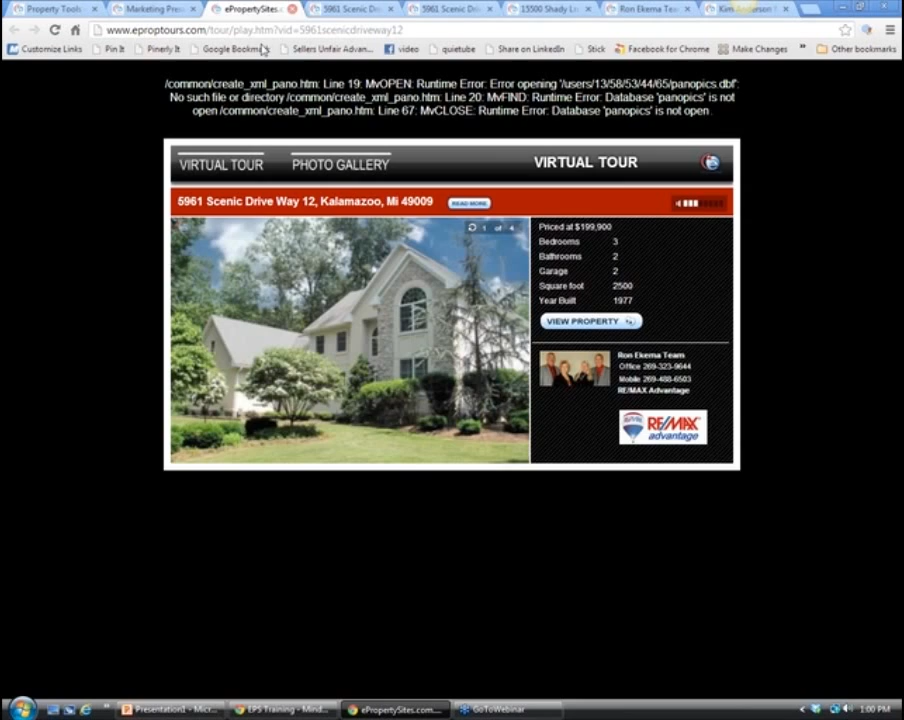 Property Tools
Marketing Pres
ePropertySites.c
5961 Scenic Driv
5961 Scenic Driv
15500 Shady L
Ron Ekema Team
Kim Anderson
www.eproptours.com/tour/play.htm?vid=5961scenicdriveway12
Customize Links
Pin It
Pinerly It
Google Bookmarks
Sellers Unfair Advan...
video
quietube
Share on LinkedIn
Stick
Facebook for Chrome
Make Changes
»
Other bookmarks
/common/create_xml_pano.htm: Line 19: MvOPEN: Runtime Error: Error opening '/users/13/58/53/44/65/panopics.dbf':
No such file or directory /common/create_xml_pano.htm: Line 20: MvFIND: Runtime Error: Database 'panopics' is not
open /common/create_xml_pano.htm: Line 67: MvCLOSE: Runtime Error: Database 'panopics' is not open .
VIRTUAL TOUR
PHOTO GALLERY
VIRTUAL TOUR
5961 Scenic Drive Way 12, Kalamazoo, Mi 49009
READ MORE
1 of 4
Priced at $199,900
Bedrooms 3
Bathrooms 2
Garage 2
Square foot 2500
Year Built 1977
VIEW PROPERTY
Ron Ekema Team
Office 269-323-9644
Mobile 269-488-6503
RE/MAX Advantage
RE/MAX
advantage
Presentation1 - Micr...
EPS Training - Mind...
ePropertySites.com...
GoToWebinar
1:00 PM